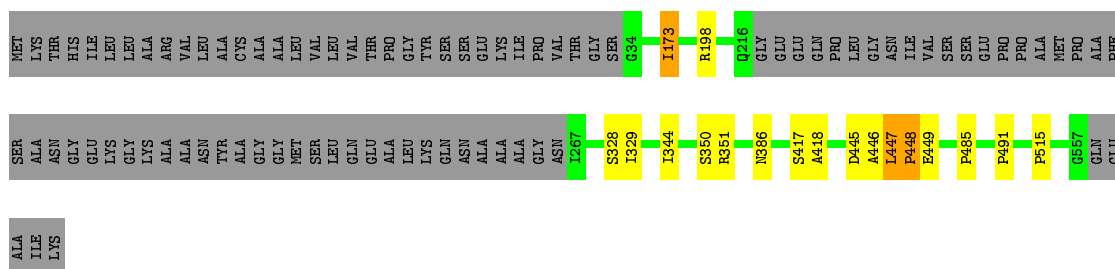 MET LYS THR HIS ILE LEU LEU ALA ARG VAL LEU ALA CYS ALA ALA LEU VAL LEU VAL THR PRO GLY TYR SER SER GLU LYS ILE PRO VAL THR GLY SER G34 I173 R198 Q216 GLY GLU GLU GLN PRO LEU GLY ASN ILE VAL SER SER GLU PRO PRO ALA MET PRO ALA PHE
SER ALA ASN GLY GLU LYS GLY LYS ALA ALA ASN TYR ALA GLY GLY MET SER LEU GLN GLU ALA LEU LYS GLN ASN ALA ALA ALA GLY ASN I267 S328 I329 I344 S350 R351 N386 S417 A418 D445 A446 L447 P448 E449 P485 P491 P515 G557 GLN GLU
ALA ILE LYS